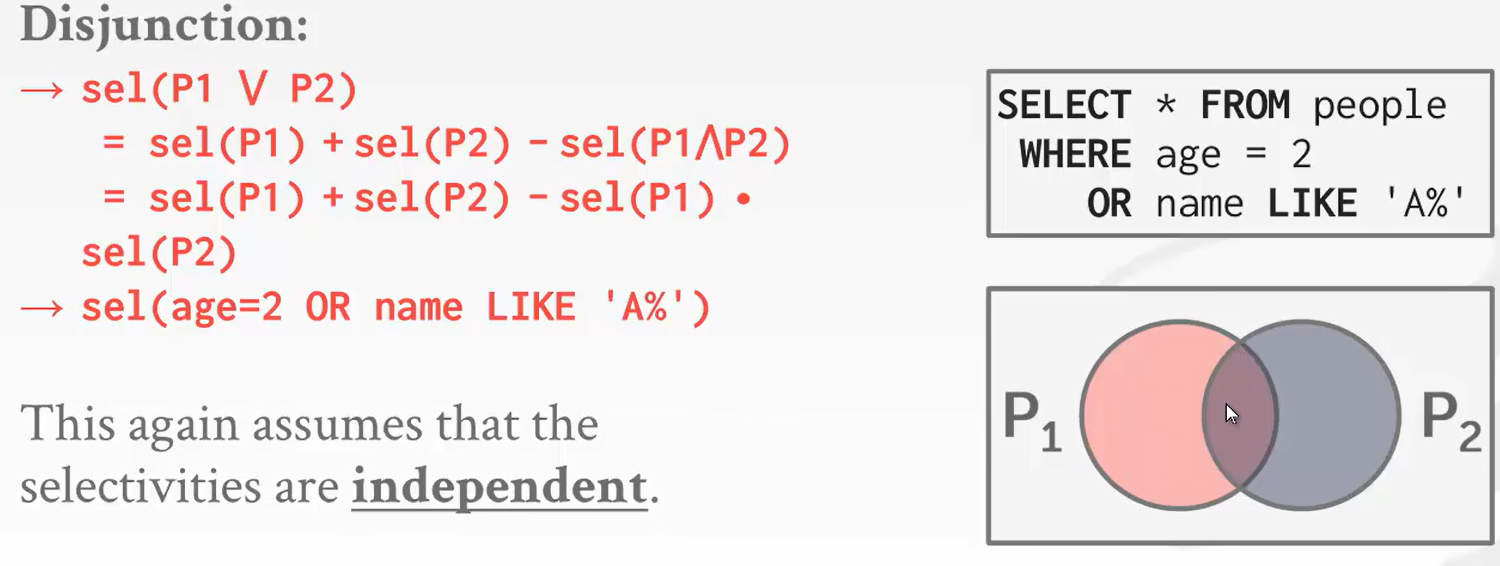 Disjunction:
→ sel(P1 ⋁ P2)
= sel(P1) + sel(P2) − sel(P1⋀P2)
= sel(P1) + sel(P2) − sel(P1) •
sel(P2)
→ sel(age=2 OR name LIKE 'A%')
This again assumes that the
selectivities are independent.
SELECT * FROM people
WHERE age = 2
OR name LIKE 'A%'
P1
P2